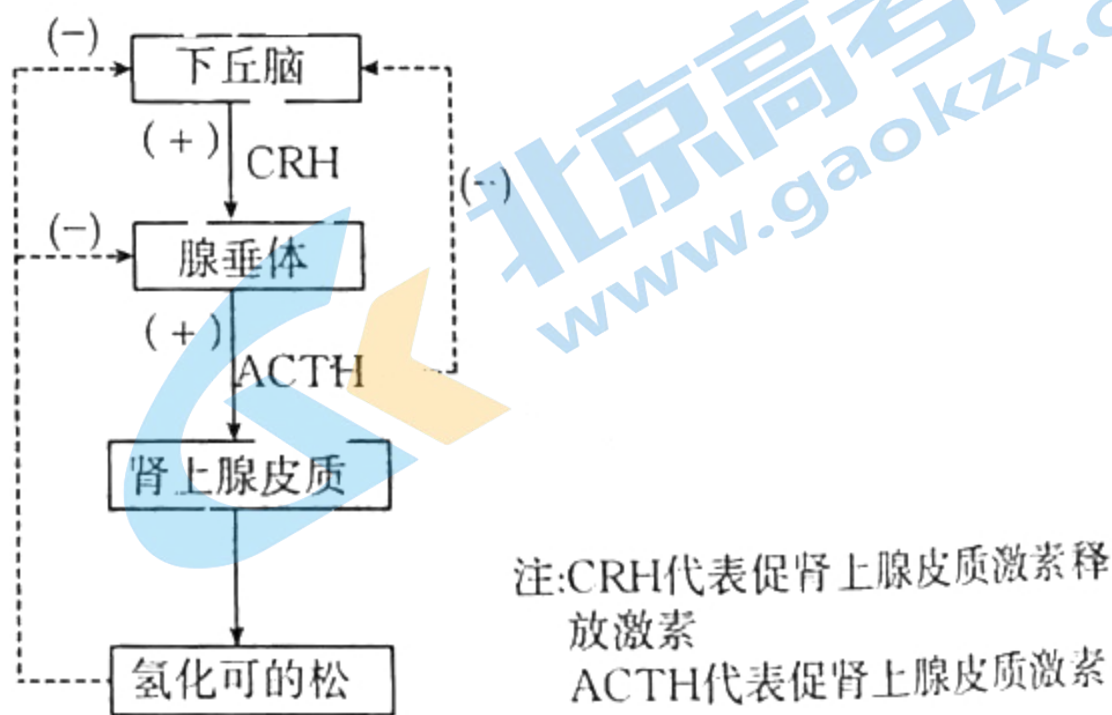 (-)
下丘脑
(+)
CRH
(-)
(-)
腺垂体
(+)
ACTH
肾上腺皮质
氢化可的松
注:CRH代表促肾上腺皮质激素释
放激素
ACTH代表促肾上腺皮质激素
北京高考
www.gaokzx.c